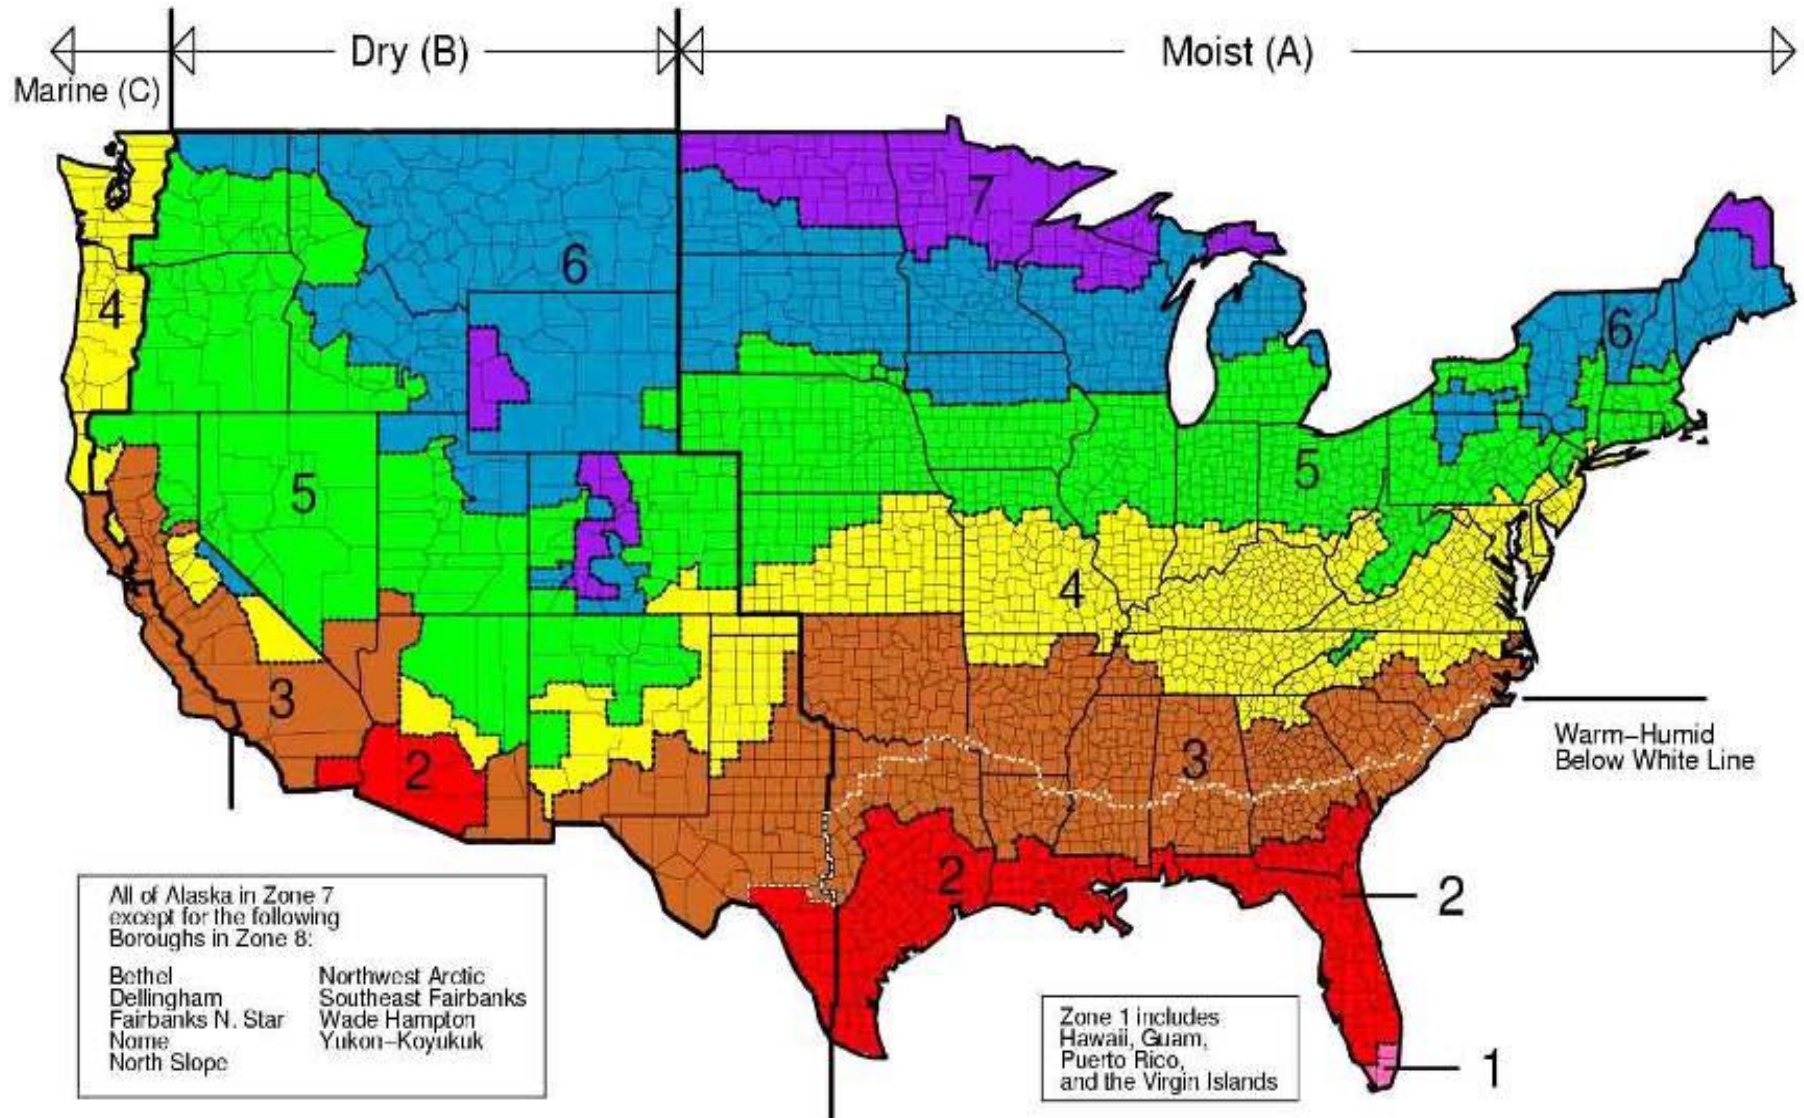 Marine (C)
Dry (B)
Moist (A)
7
6
4
6
5
5
4
3
3
2
2
2
1
Warm-Humid
Below White Line
All of Alaska in Zone 7
except for the following
Boroughs in Zone 8:
Bethel
Dellingham
Fairbanks N. Star
Nome
North Slope
Northwest Arctic
Southeast Fairbanks
Wade Hampton
Yukon-Koyukuk
Zone 1 includes
Hawaii, Guam,
Puerto Rico,
and the Virgin Islands